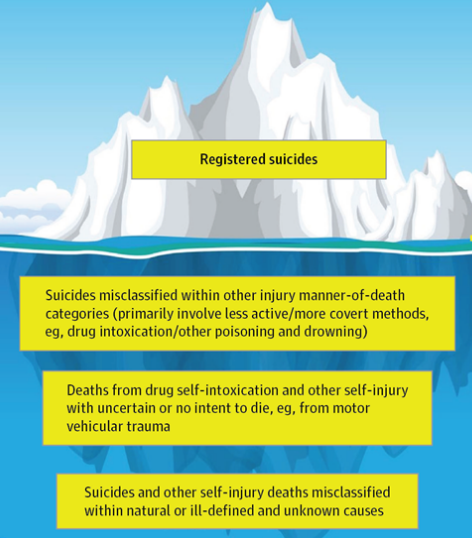 Registered suicides
Suicides misclassified within other injury manner-of-death
categories (primarily involve less active/more covert methods,
eg, drug intoxication/other poisoning and drowning)
Deaths from drug self-intoxication and other self-injury
with uncertain or no intent to die, eg, from motor
vehicular trauma
Suicides and other self-injury deaths misclassified
within natural or ill-defined and unknown causes